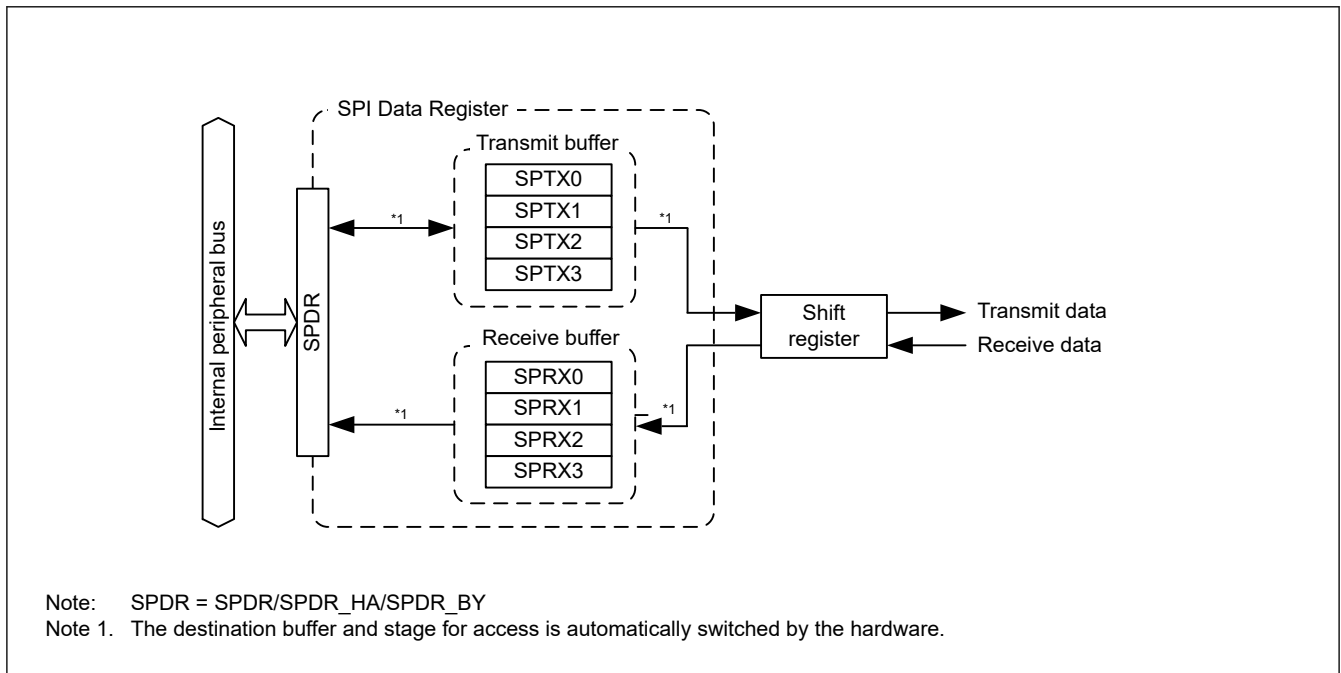 SPI Data Register
Transmit buffer
SPTX0
SPTX1
SPTX2
SPTX3
*1
*1
Internal peripheral bus
SPDR
Shift
register
Transmit data
Receive data
Receive buffer
SPRX0
SPRX1
SPRX2
SPRX3
*1
*1
Note: SPDR = SPDR/SPDR_HA/SPDR_BY
Note 1. The destination buffer and stage for access is automatically switched by the hardware.